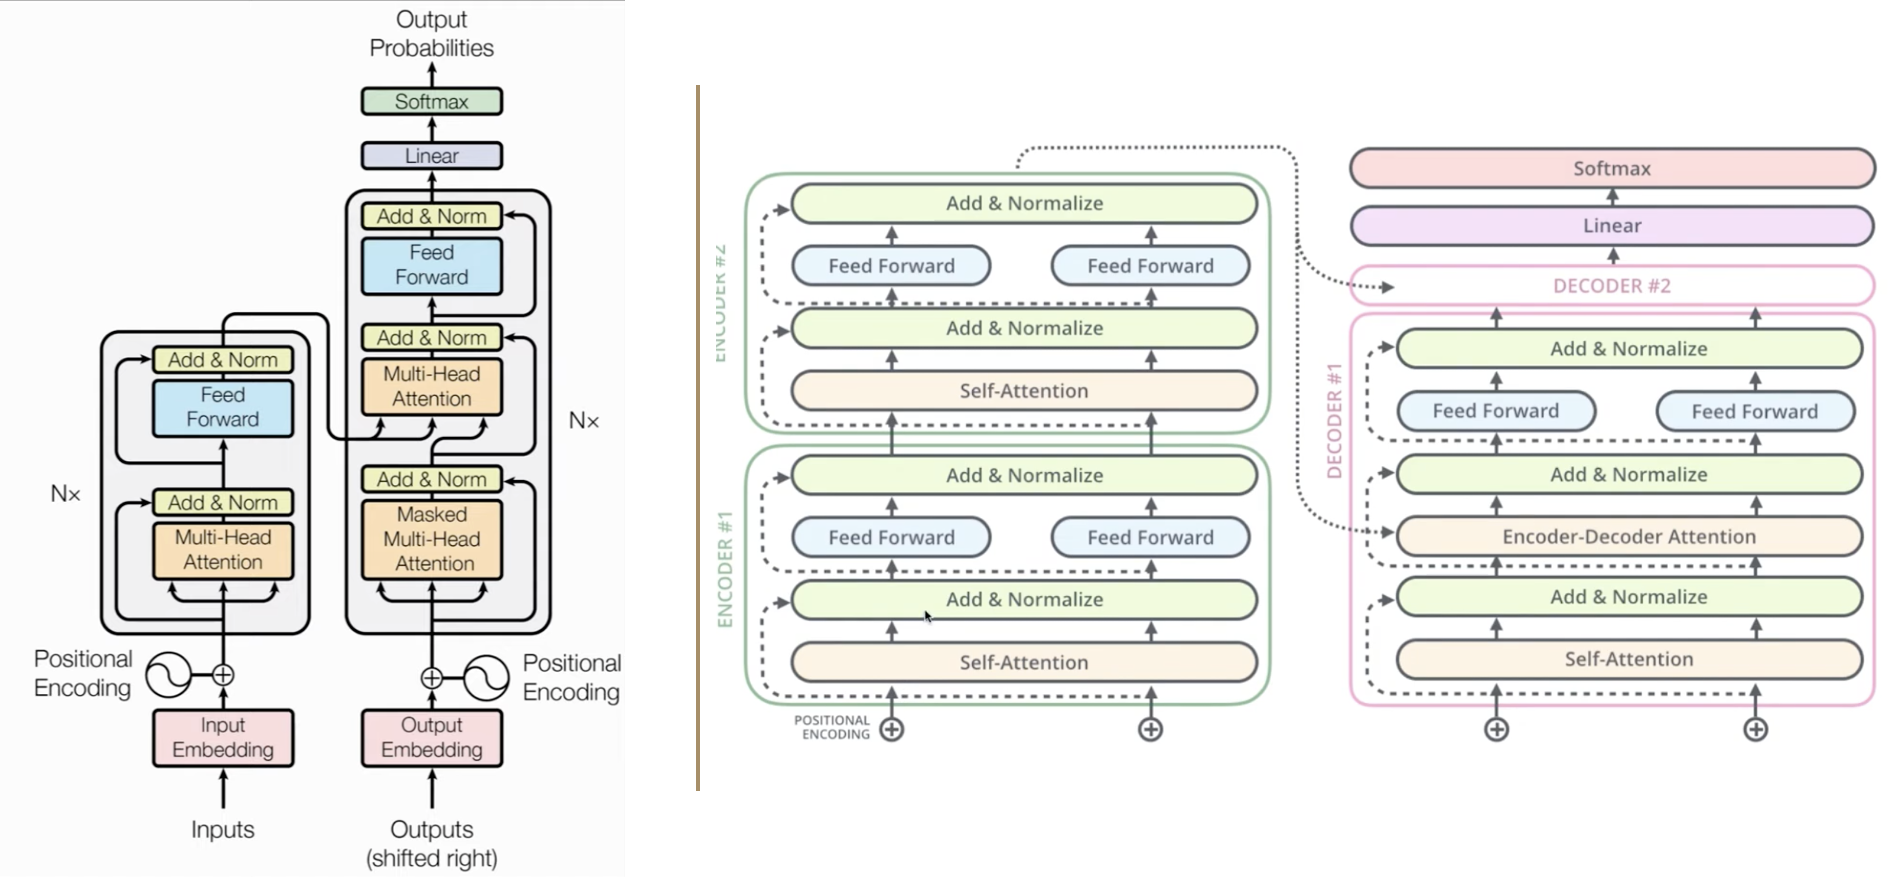 Output
Probabilities
Softmax
Linear
Add & Norm
Feed
Forward
Add & Norm
Multi-Head
Attention
Add & Norm
Masked
Multi-Head
Attention
Nx
Add & Norm
Feed
Forward
Add & Norm
Multi-Head
Attention
Nx
Positional
Encoding
Positional
Encoding
Input
Embedding
Output
Embedding
Inputs
Outputs
(shifted right)
ENCODER #2
Add & Normalize
Feed Forward
Feed Forward
Add & Normalize
Self-Attention
ENCODER #1
Add & Normalize
Feed Forward
Feed Forward
Add & Normalize
Self-Attention
POSITIONAL
ENCODING
Softmax
Linear
DECODER #2
DECODER #1
Add & Normalize
Feed Forward
Feed Forward
Add & Normalize
Encoder-Decoder Attention
Add & Normalize
Self-Attention